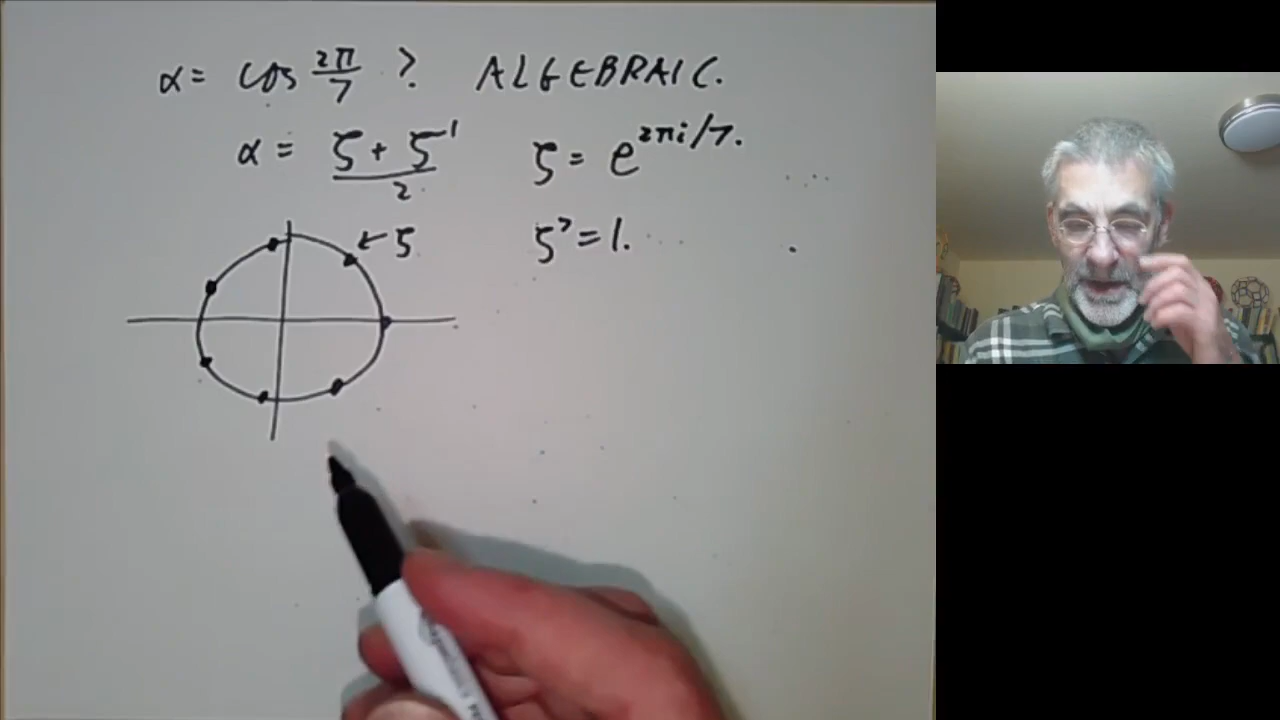 α = cos 2π/7 ? ALGEBRAIC.
α = ζ + ζ⁻¹ / 2 ζ = e^{2πi/7}.
← ζ ζ⁷ = 1.